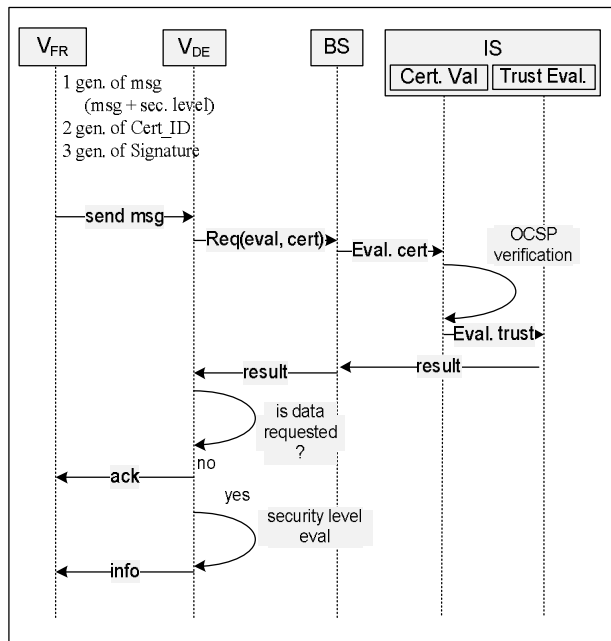 V_FR
V_DE
BS
IS
Cert. Val
Trust Eval.
1 gen. of msg
(msg + sec. level)
2 gen. of Cert_ID
3 gen. of Signature
send msg
Req(eval, cert)
Eval. cert
OCSP
verification
Eval. trust
result
result
is data
requested
?
no
ack
yes
security level
eval
info